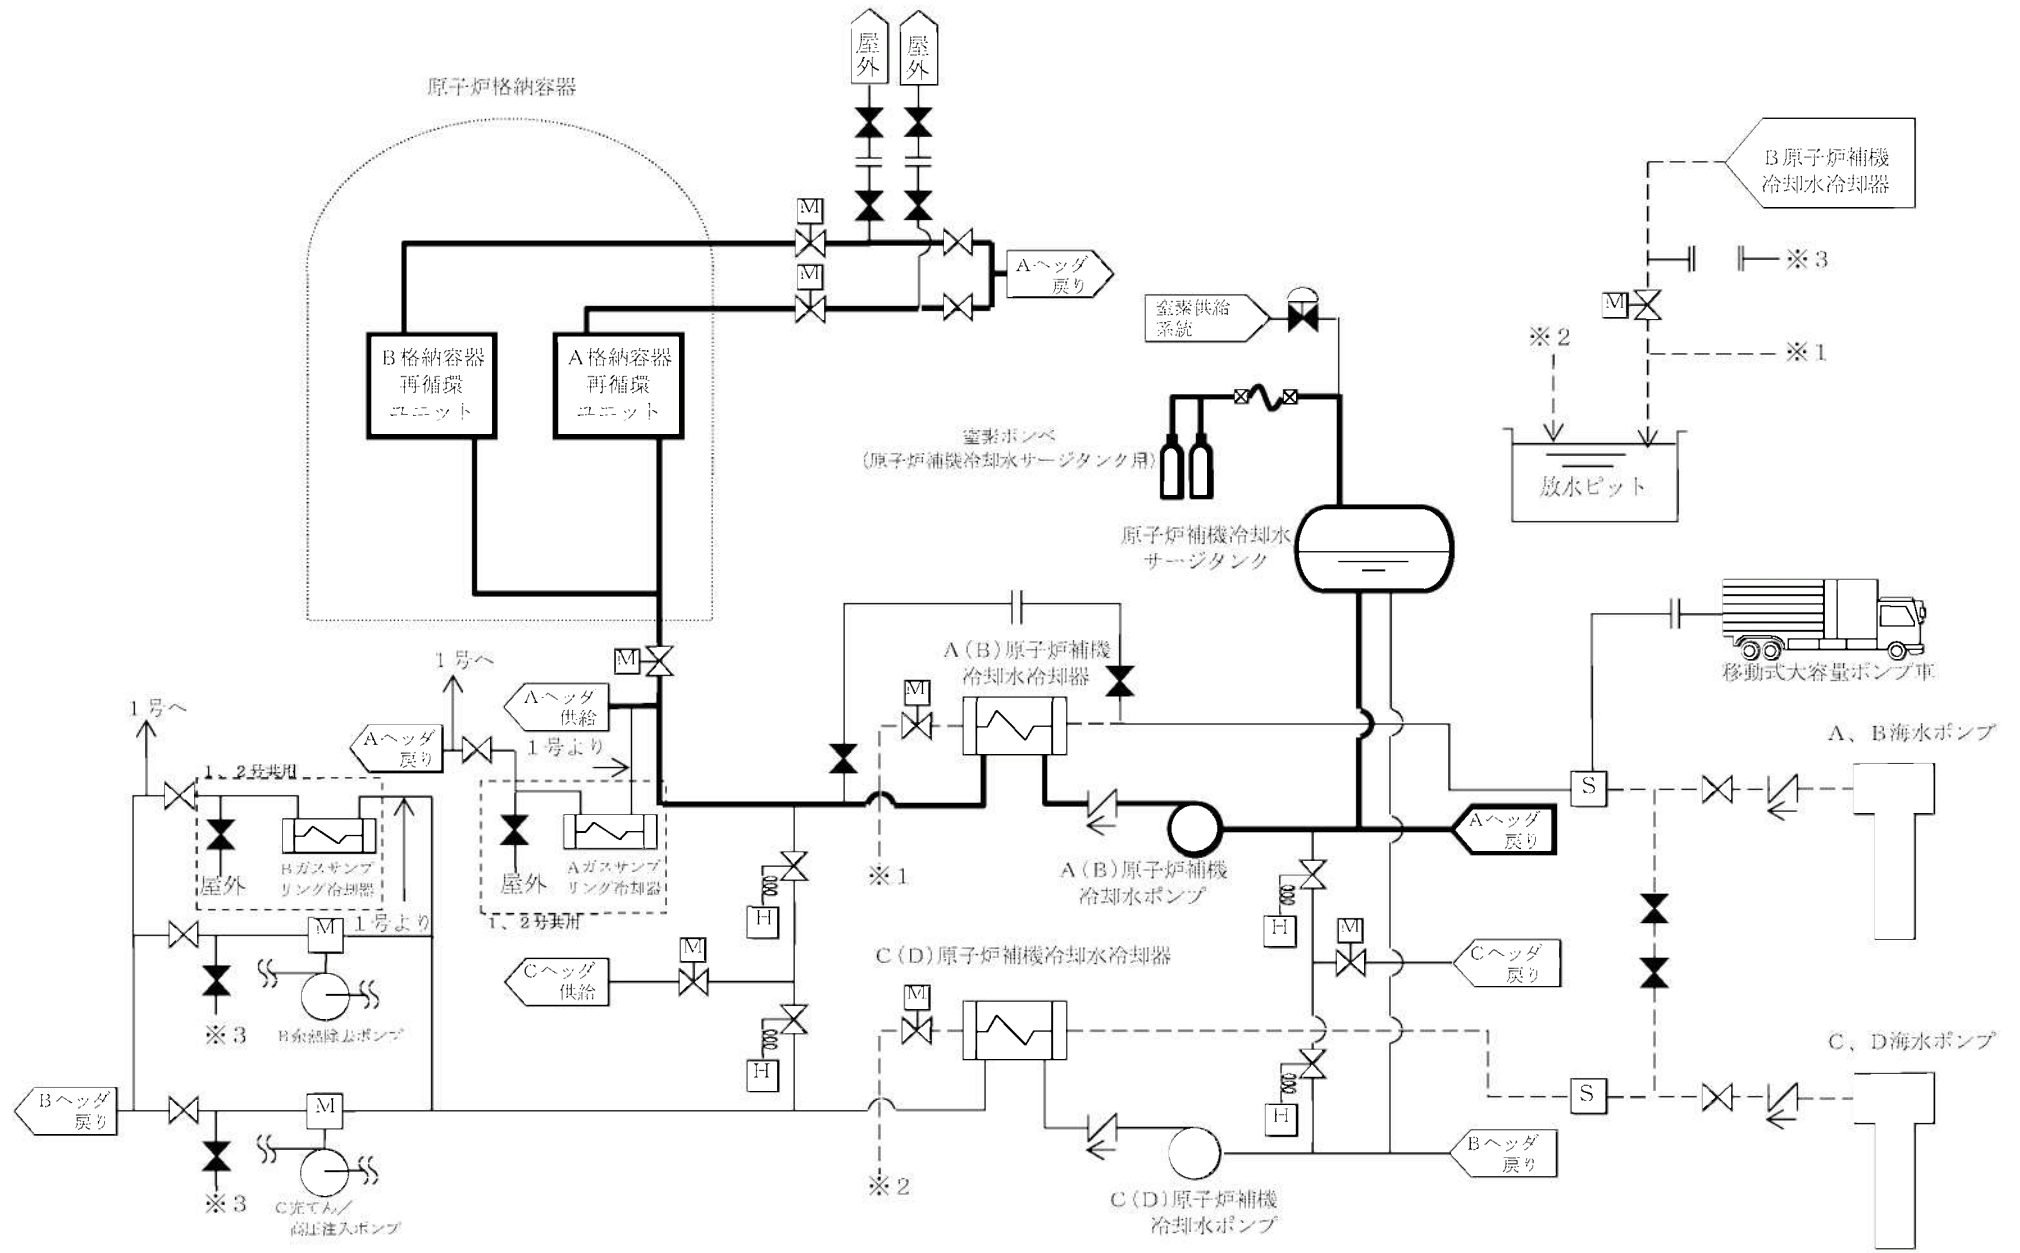 屋
外
屋
外
原子炉格納容器
M
M
Aヘッダ
戻り
B原子炉補機
冷却水冷却器
※3
M
※2
※1
放水ピット
窒素供給
系統
B格納容器
再循環
ユニット
A格納容器
再循環
ユニット
窒素ボンベ
(原子炉補機冷却水サージタンク用)
原子炉補機冷却水
サージタンク
移動式大容量ポンプ車
M
1号へ
Aヘッダ
供給
1号より
A(B)原子炉補機
冷却水冷却器
M
1号へ
Aヘッダ
戻り
1、2号共用
Bガスサンプ
リング冷却器
屋外
1号より
Aガスサンプ
リング冷却器
屋外
1、2号共用
※1
A(B)原子炉補機
冷却水ポンプ
Aヘッダ
戻り
S
A、B海水ポンプ
H
H
M
Cヘッダ
戻り
M
Cヘッダ
供給
M
※3
B余熱除去ポンプ
C(D)原子炉補機冷却水冷却器
M
H
H
S
C、D海水ポンプ
Bヘッダ
戻り
M
※3
C充てん/
高圧注入ポンプ
※2
C(D)原子炉補機
冷却水ポンプ
Bヘッダ
戻り